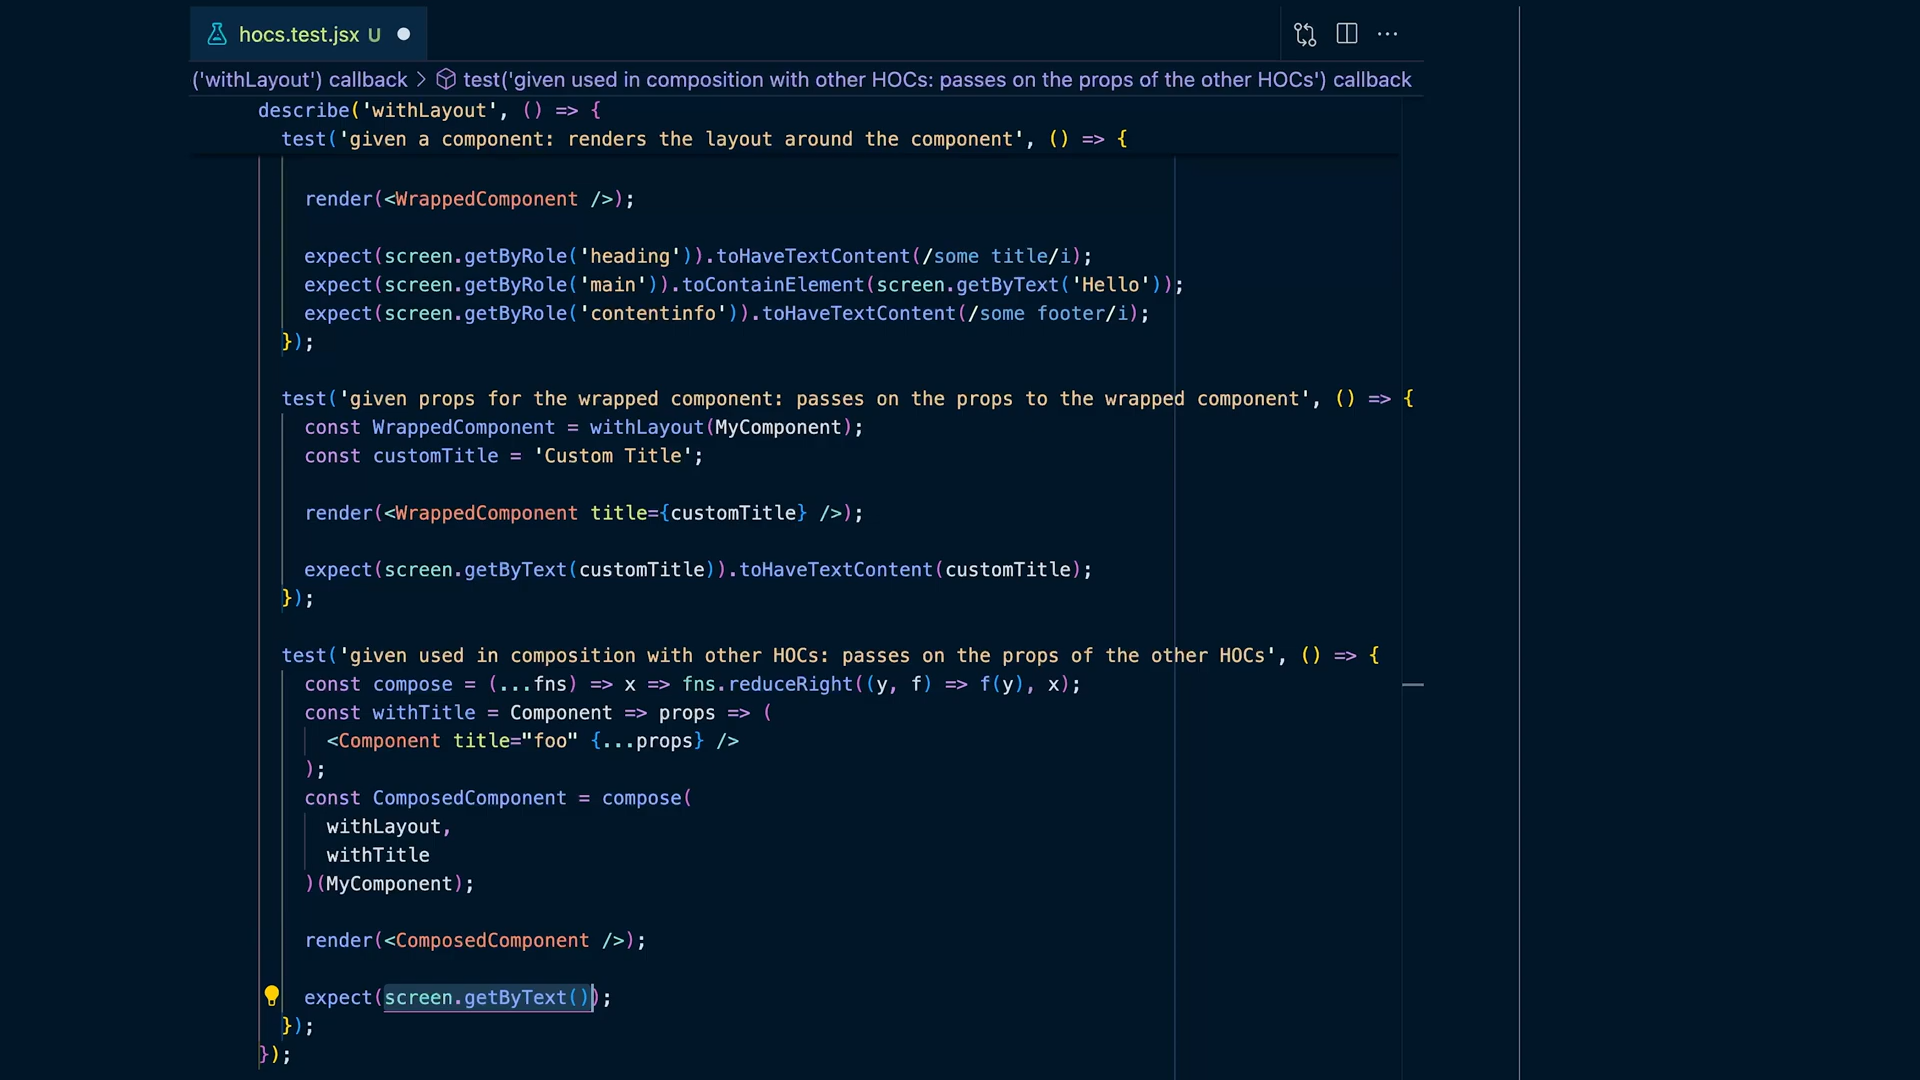 hocs.test.jsx U
('withLayout') callback > test('given used in composition with other HOCs: passes on the props of the other HOCs') callback
describe('withLayout', () => {
test('given a component: renders the layout around the component', () => {
render(<WrappedComponent />);
expect(screen.getByRole('heading')).toHaveTextContent(/some title/i);
expect(screen.getByRole('main')).toContainElement(screen.getByText('Hello'));
expect(screen.getByRole('contentinfo')).toHaveTextContent(/some footer/i);
});
test('given props for the wrapped component: passes on the props to the wrapped component', () => {
const WrappedComponent = withLayout(MyComponent);
const customTitle = 'Custom Title';
render(<WrappedComponent title={customTitle} />);
expect(screen.getByText(customTitle)).toHaveTextContent(customTitle);
});
test('given used in composition with other HOCs: passes on the props of the other HOCs', () => {
const compose = (...fns) => x => fns.reduceRight((y, f) => f(y), x);
const withTitle = Component => props => (
<Component title="foo" {...props} />
);
const ComposedComponent = compose(
withLayout,
withTitle
)(MyComponent);
render(<ComposedComponent />);
expect(screen.getByText());
});
});